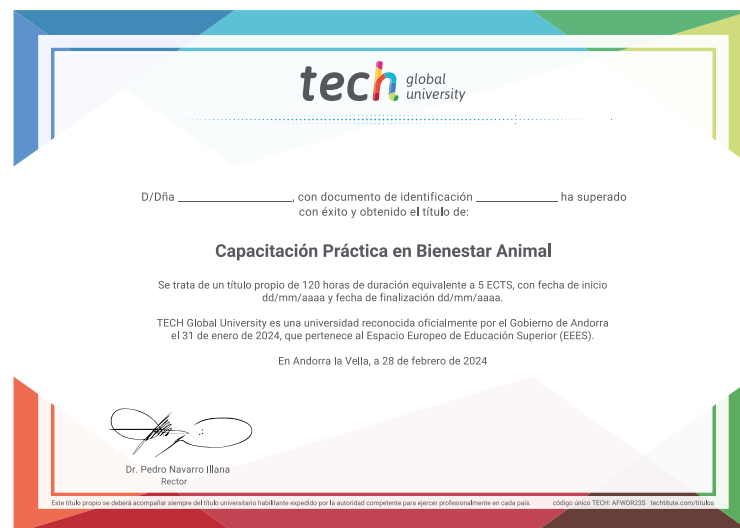 tech global university
D/Dña ____________________, con documento de identificación ______________ ha superado
con éxito y obtenido el título de:
Capacitación Práctica en Bienestar Animal
Se trata de un título propio de 120 horas de duración equivalente a 5 ECTS, con fecha de inicio
dd/mm/aaaa y fecha de finalización dd/mm/aaaa.
TECH Global University es una universidad reconocida oficialmente por el Gobierno de Andorra
el 31 de enero de 2024, que pertenece al Espacio Europeo de Educación Superior (EEES).
En Andorra la Vella, a 28 de febrero de 2024
Dr. Pedro Navarro Illana
Rector
Este título propio se deberá acompañar siempre del título universitario habilitante expedido por la autoridad competente para ejercer profesionalmente en cada país. código único TECH: AFWOR23S techtitute.com/titulos